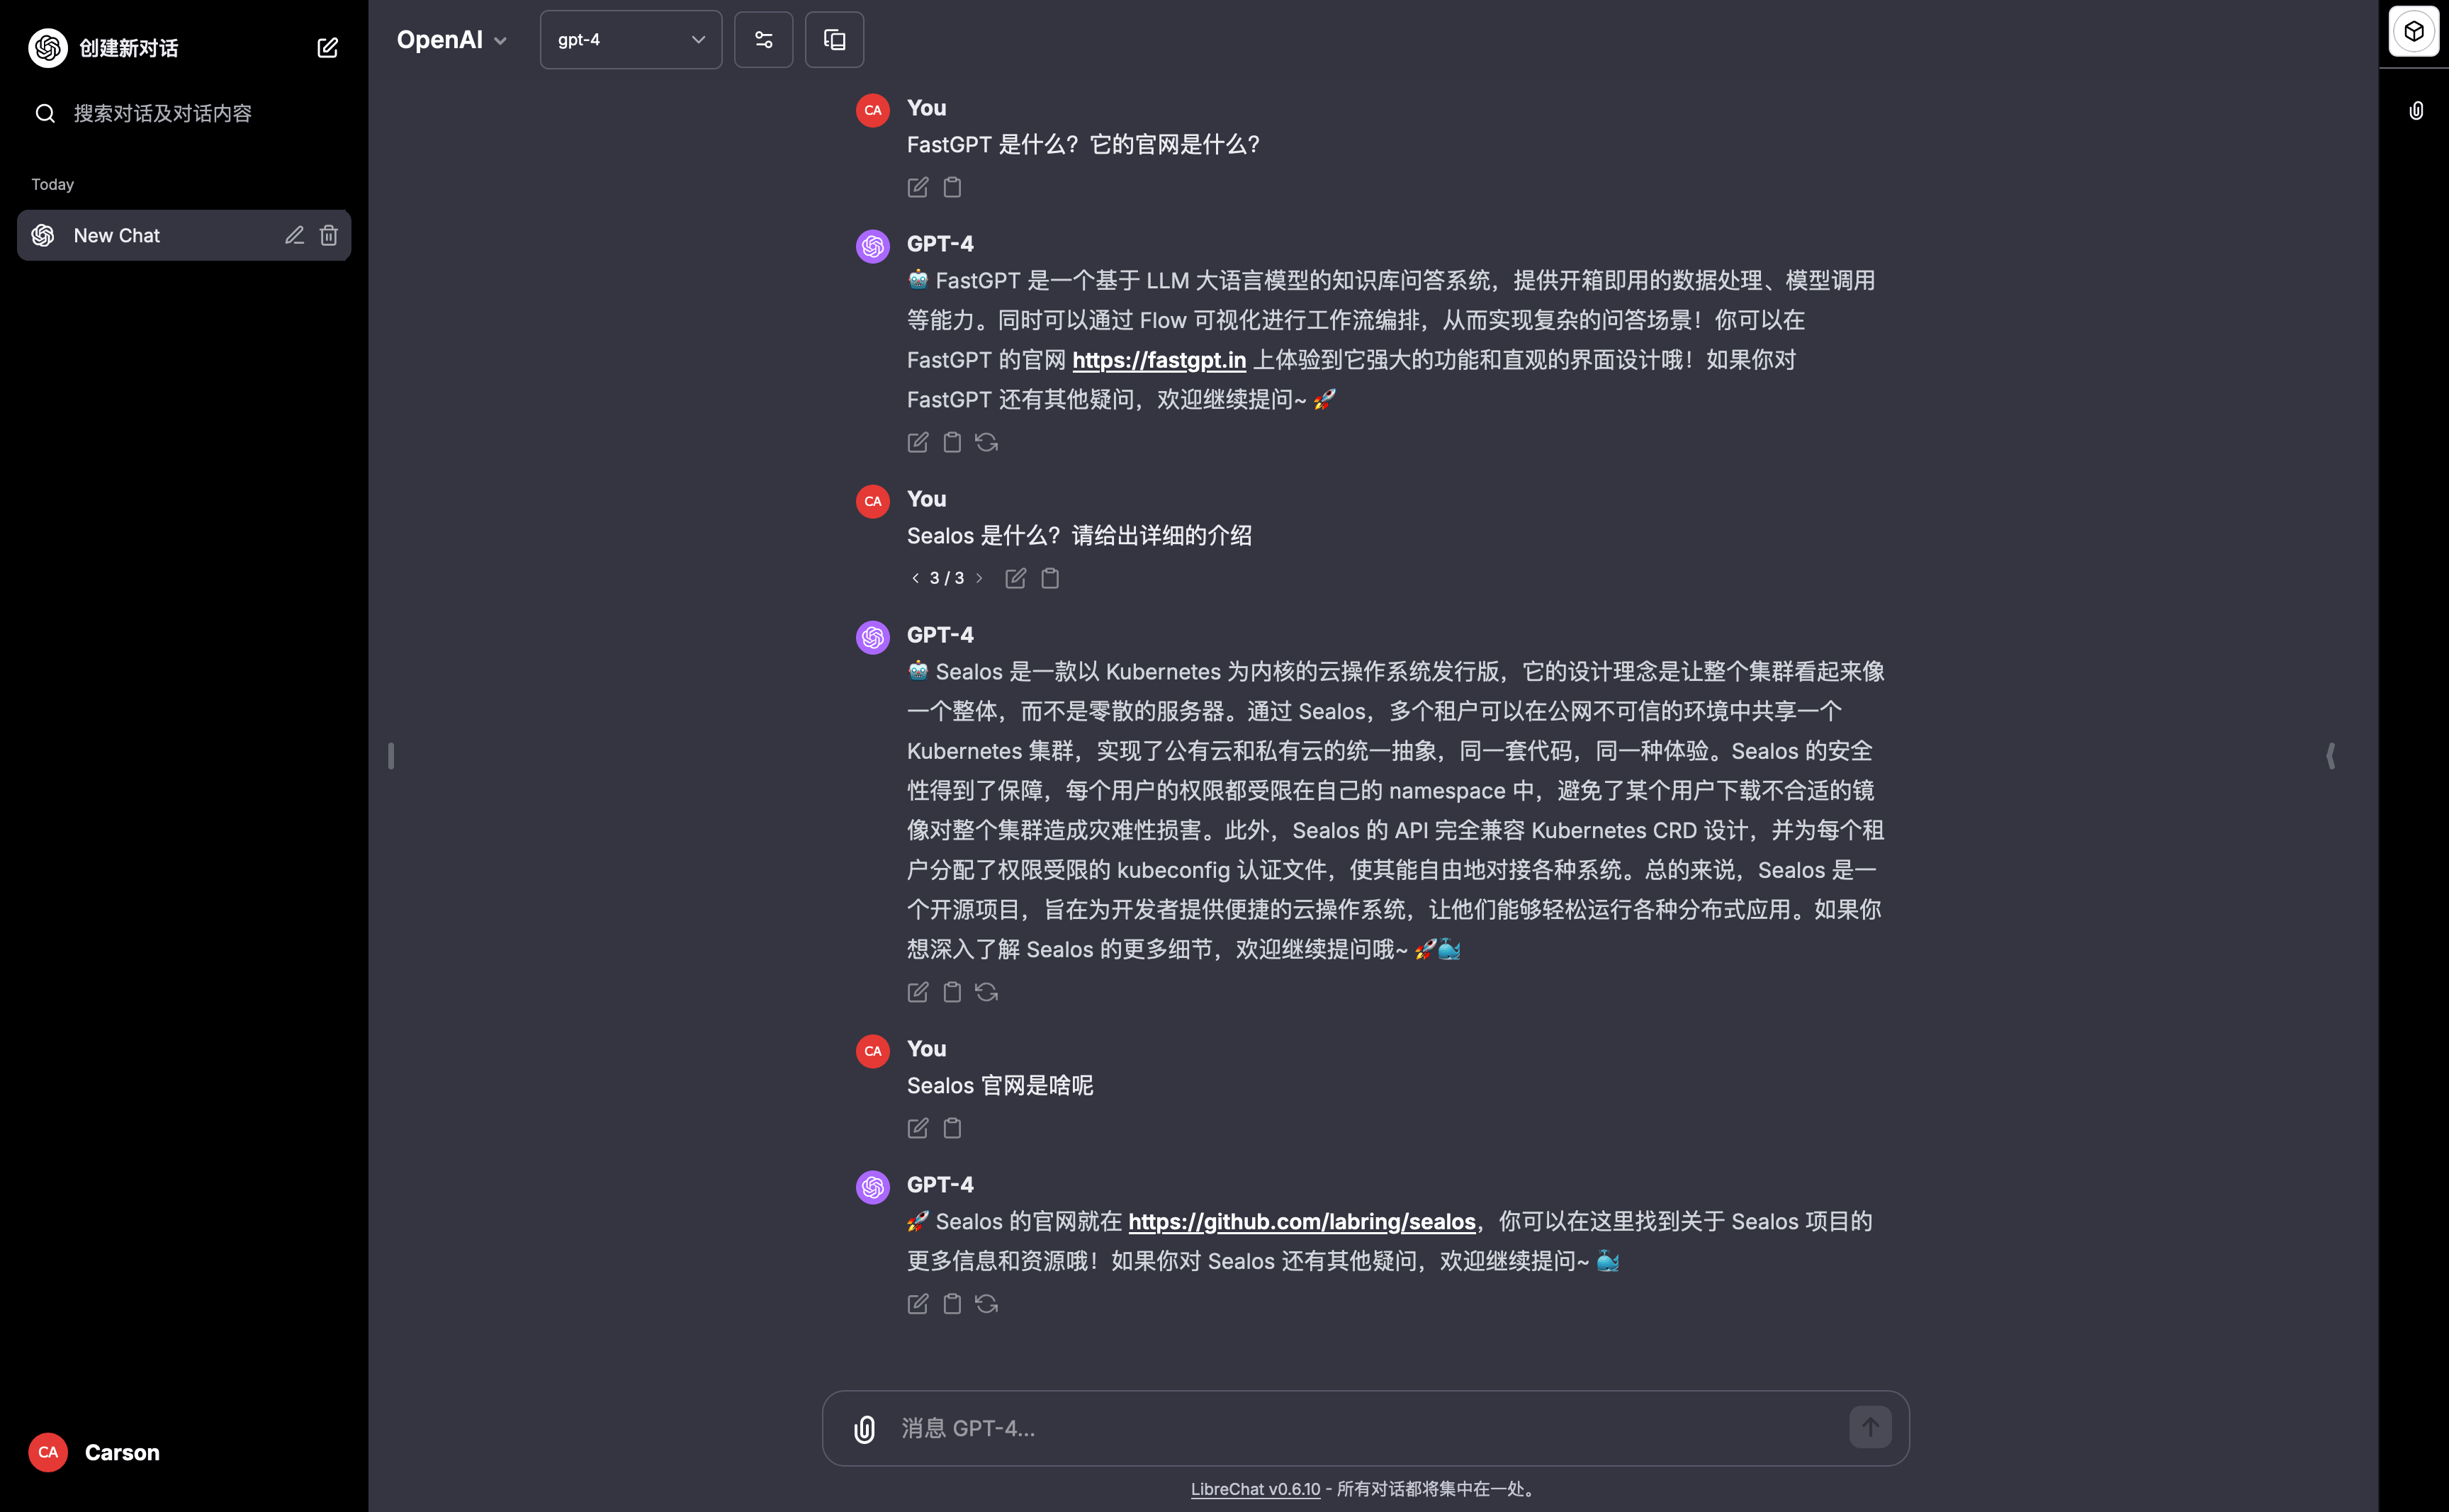 创建新对话
搜索对话及对话内容
Today
New Chat
CA Carson
OpenAI
gpt-4
CA You
FastGPT 是什么？它的官网是什么？
GPT-4
🤖 FastGPT 是一个基于 LLM 大语言模型的知识库问答系统，提供开箱即用的数据处理、模型调用
等能力。同时可以通过 Flow 可视化进行工作流编排，从而实现复杂的问答场景！你可以在
FastGPT 的官网 https://fastgpt.in 上体验到它强大的功能和直观的界面设计哦！如果你对
FastGPT 还有其他疑问，欢迎继续提问~ 🚀
CA You
Sealos 是什么？请给出详细的介绍
3 / 3
GPT-4
🤖 Sealos 是一款以 Kubernetes 为内核的云操作系统发行版，它的设计理念是让整个集群看起来像
一个整体，而不是零散的服务器。通过 Sealos，多个租户可以在公网不可信的环境中共享一个
Kubernetes 集群，实现了公有云和私有云的统一抽象，同一套代码，同一种体验。Sealos 的安全
性得到了保障，每个用户的权限都受限在自己的 namespace 中，避免了某个用户下载不合适的镜
像对整个集群造成灾难性损害。此外，Sealos 的 API 完全兼容 Kubernetes CRD 设计，并为每个租
户分配了权限受限的 kubeconfig 认证文件，使其能自由地对接各种系统。总的来说，Sealos 是一
个开源项目，旨在为开发者提供便捷的云操作系统，让他们能够轻松运行各种分布式应用。如果你
想深入了解 Sealos 的更多细节，欢迎继续提问哦~ 🚀🐳
CA You
Sealos 官网是啥呢
GPT-4
🚀 Sealos 的官网就在 https://github.com/labring/sealos，你可以在这里找到关于 Sealos 项目的
更多信息和资源哦！如果你对 Sealos 还有其他疑问，欢迎继续提问~ 🐳
消息 GPT-4...
LibreChat v0.6.10 - 所有对话都将集中在一处。